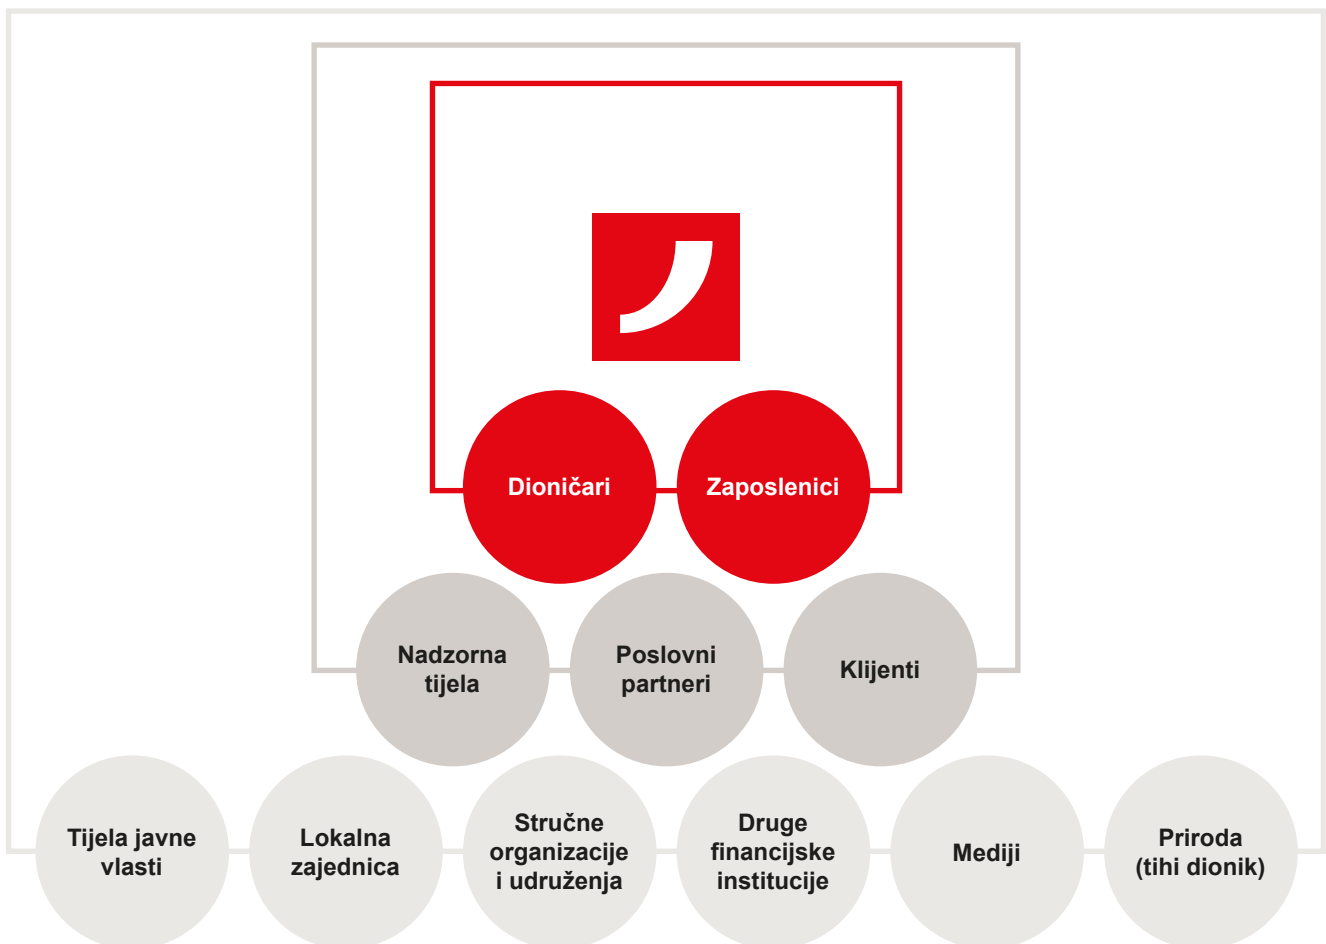 Dioničari
Zaposlenici
Nadzorna
tijela
Poslovni
partneri
Klijenti
Tijela javne
vlasti
Lokalna
zajednica
Stručne
organizacije
i udruženja
Druge
financijske
institucije
Mediji
Priroda
(tihi dionik)